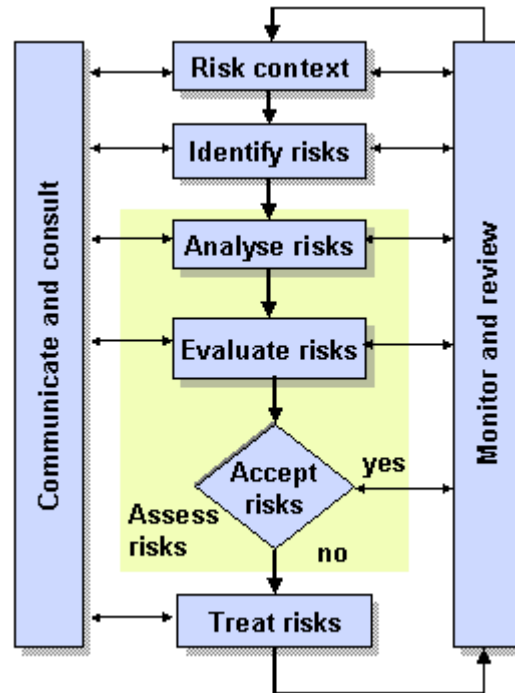 Risk context
Identify risks
Analyse risks
Evaluate risks
Accept
risks
yes
Assess
risks
no
Treat risks
Communicate and consult
Monitor and review